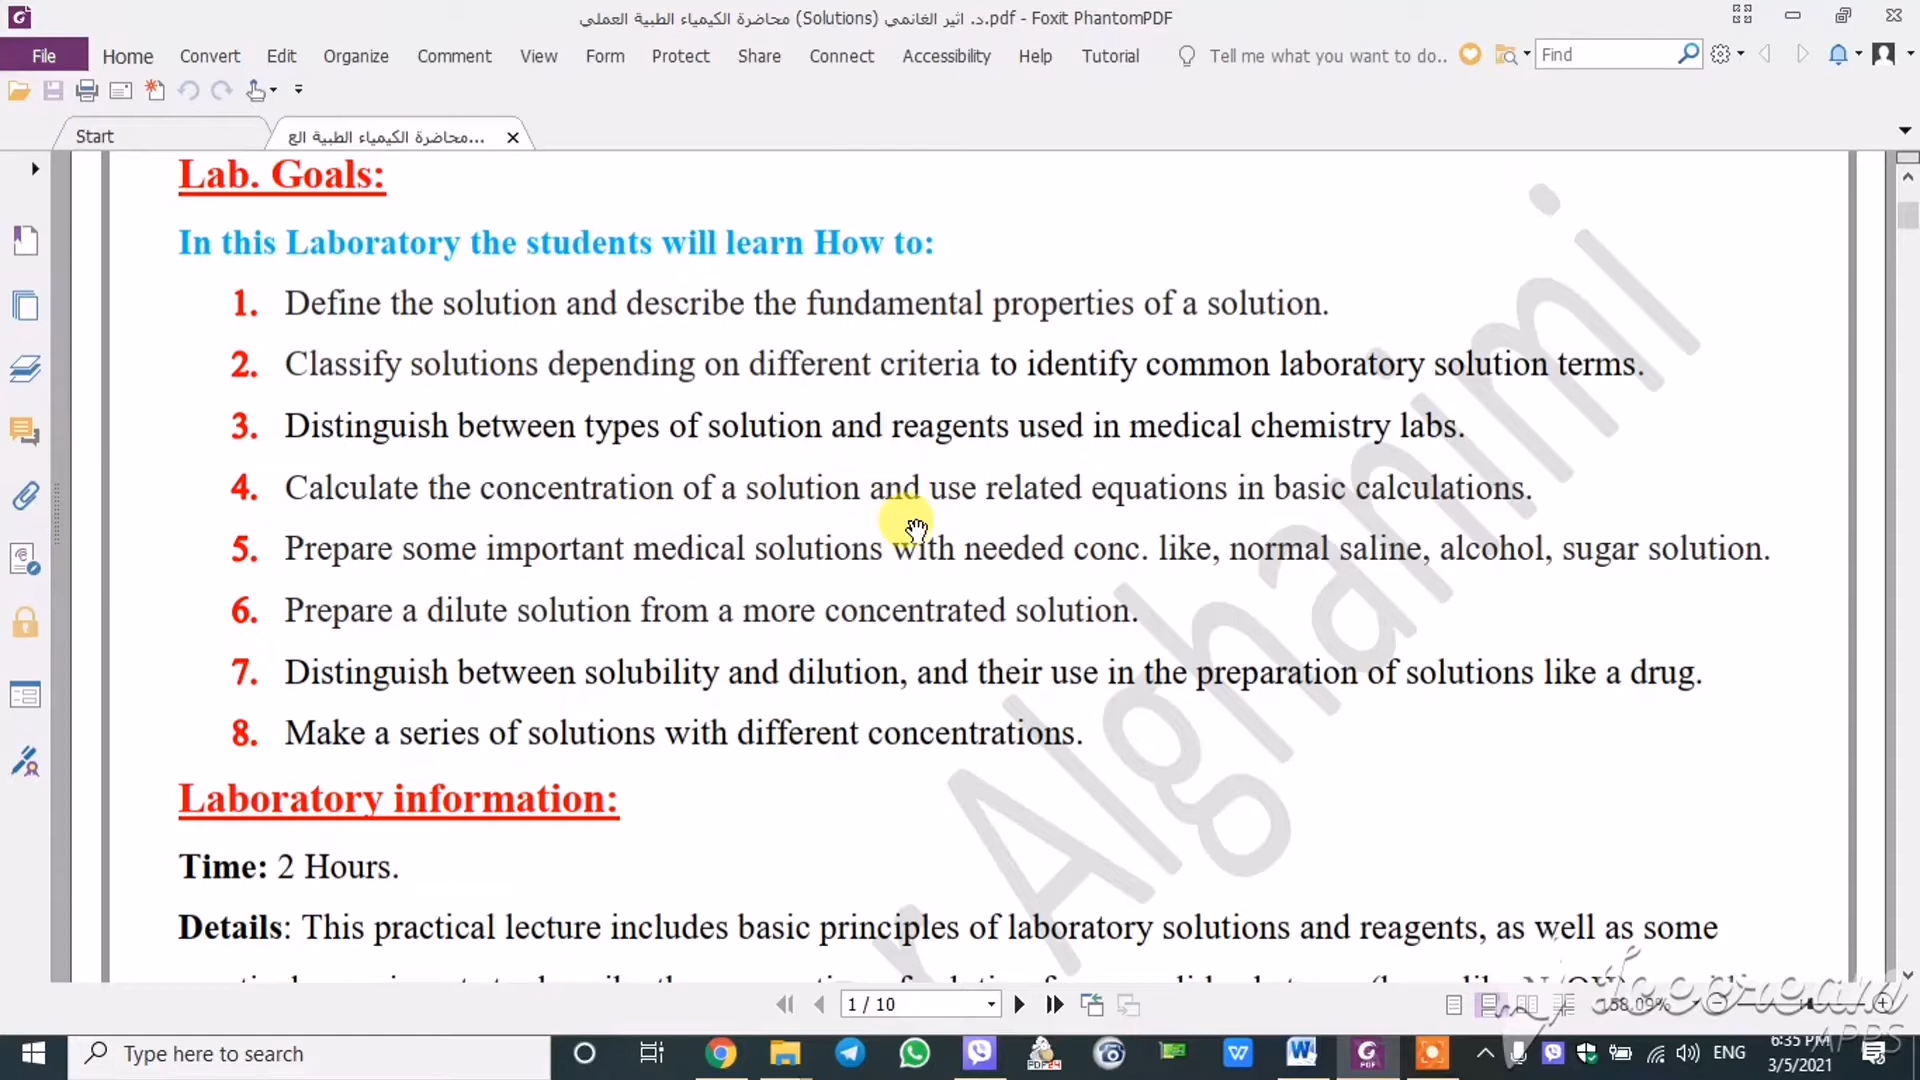 د. اثير الغانمي (Solutions) محاضرة الكيمياء الطبية العملي.pdf - Foxit PhantomPDF
File Home Convert Edit Organize Comment View Form Protect Share Connect Accessibility Help Tutorial Tell me what you want to do.. Find
Start محاضرة الكيمياء الطبية الع...
Lab. Goals:
In this Laboratory the students will learn How to:
1. Define the solution and describe the fundamental properties of a solution.
2. Classify solutions depending on different criteria to identify common laboratory solution terms.
3. Distinguish between types of solution and reagents used in medical chemistry labs.
4. Calculate the concentration of a solution and use related equations in basic calculations.
5. Prepare some important medical solutions with needed conc. like, normal saline, alcohol, sugar solution.
6. Prepare a dilute solution from a more concentrated solution.
7. Distinguish between solubility and dilution, and their use in the preparation of solutions like a drug.
8. Make a series of solutions with different concentrations.
Laboratory information:
Time: 2 Hours.
Details: This practical lecture includes basic principles of laboratory solutions and reagents, as well as some
r Alghanimi
1 / 10
158.09%
Videocream
APPS
Type here to search
ENG
6:35 PM
3/5/2021